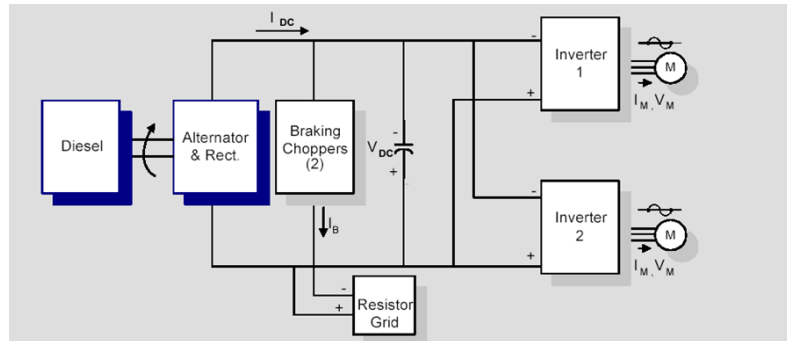 I DC
Diesel
Alternator
& Rect.
Braking
Choppers
(2)
I B
V DC
-
+
-
+
Resistor
Grid
-
+
Inverter
1
M
I M , V M
-
+
Inverter
2
M
I M , V M